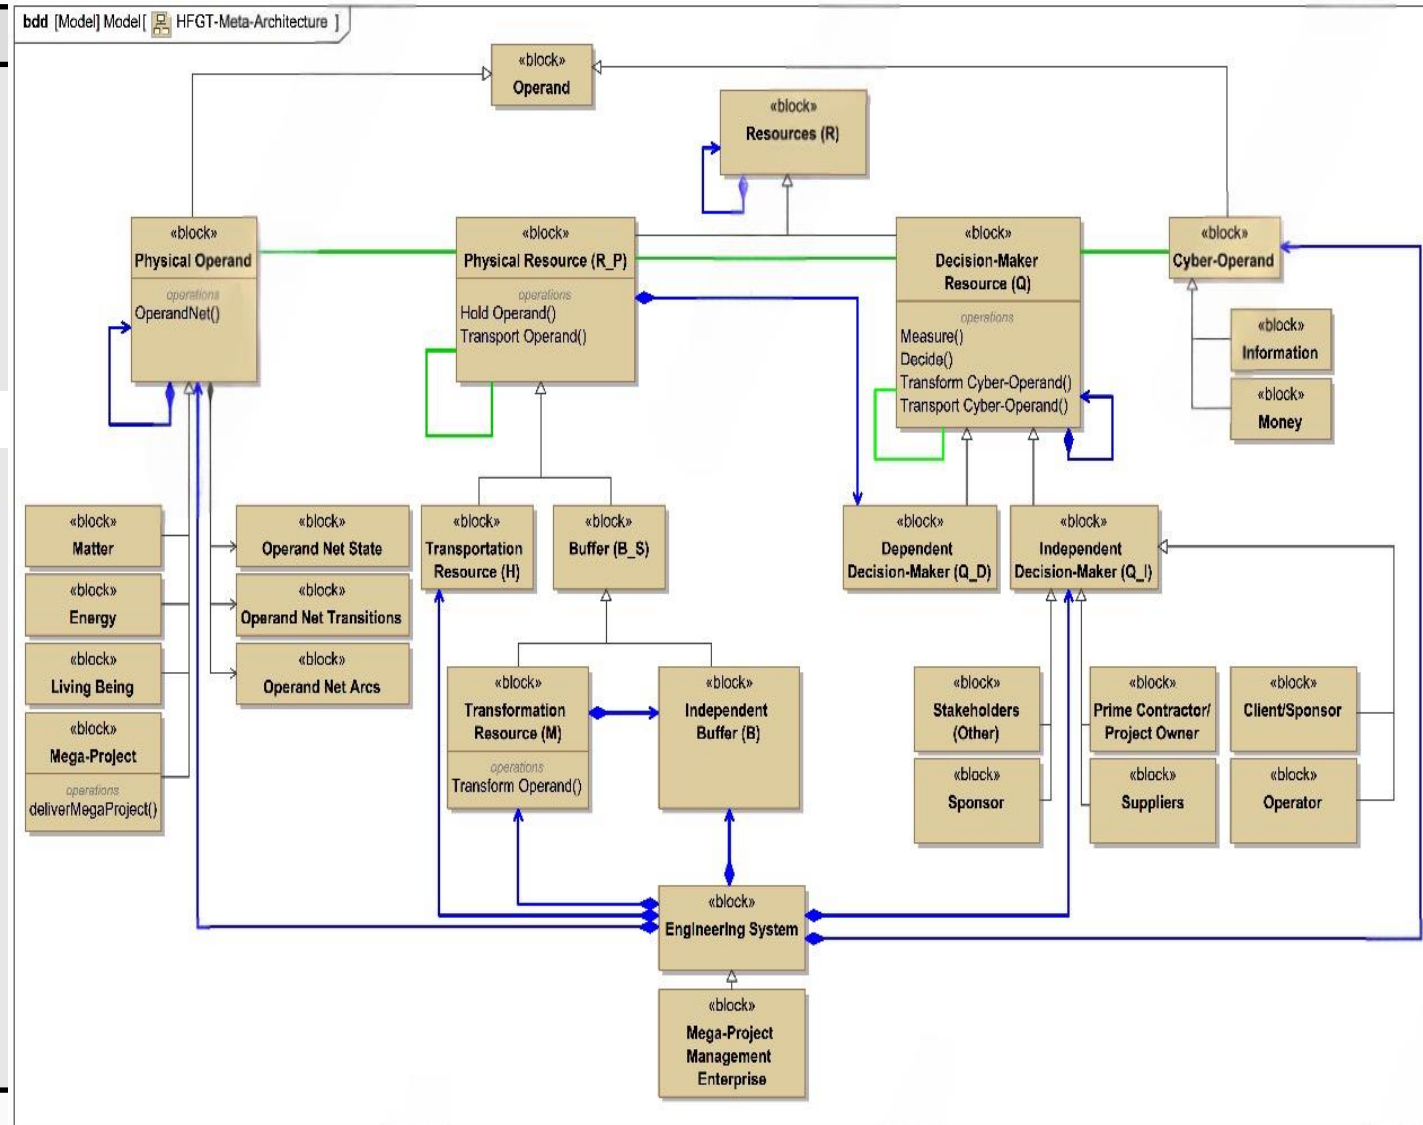 bdd [Model] Model[ HFGT-Meta-Architecture ]
«block»
Operand
«block»
Resources (R)
«block»
Physical Operand
operations
OperandNet()
«block»
Physical Resource (R_P)
operations
Hold Operand()
Transport Operand()
«block»
Decision-Maker
Resource (Q)
operations
Measure()
Decide()
Transform Cyber-Operand()
Transport Cyber-Operand()
«block»
Cyber-Operand
«block»
Information
«block»
Money
«block»
Matter
«block»
Energy
«block»
Living Being
«block»
Mega-Project
operations
deliverMegaProject()
«block»
Operand Net State
«block»
Operand Net Transitions
«block»
Operand Net Arcs
«block»
Transportation
Resource (H)
«block»
Buffer (B_S)
«block»
Dependent
Decision-Maker (Q_D)
«block»
Independent
Decision-Maker (Q_I)
«block»
Transformation
Resource (M)
operations
Transform Operand()
«block»
Independent
Buffer (B)
«block»
Stakeholders
(Other)
«block»
Prime Contractor/
Project Owner
«block»
Client/Sponsor
«block»
Sponsor
«block»
Suppliers
«block»
Operator
«block»
Engineering System
«block»
Mega-Project
Management
Enterprise